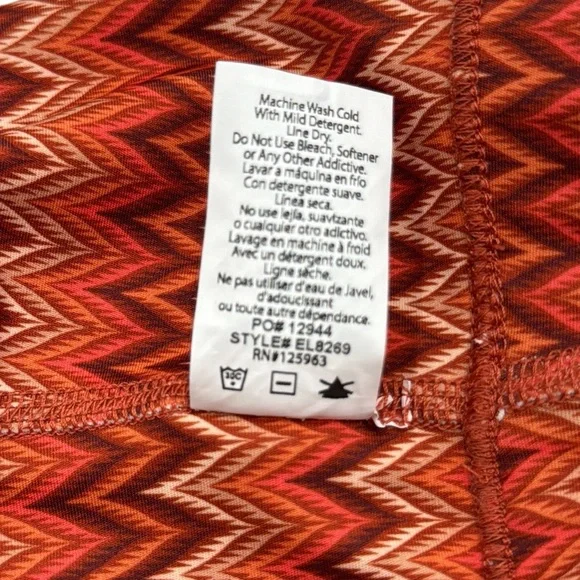 Machine Wash Cold
With Mild Detergent.
Line Dry.
Do Not Use Bleach, Softener
or Any Other Addictive.
Lavar a máquina en frío
Con detergente suave.
Línea seca.
No use lejía, suavizante
o cualquier otro adictivo.
Lavage en machine à froid
Avec un détergent doux.
Ligne sèche.
Ne pas utiliser d'eau de Javel,
d'adoucissant
ou toute autre dépendance.
PO# 12944
STYLE# EL8269
RN#125963
30C